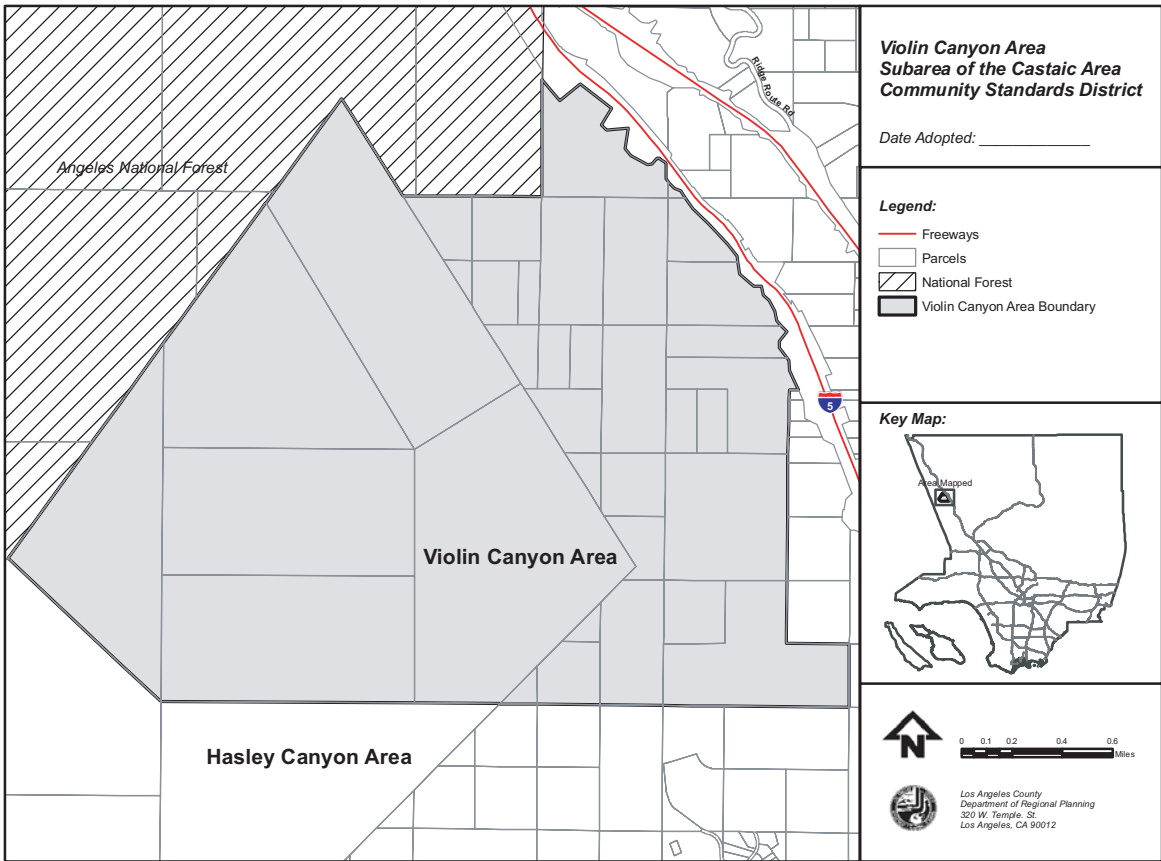 Violin Canyon Area
Subarea of the Castaic Area
Community Standards District
Date Adopted: _____________
Legend:
Freeways
Parcels
National Forest
Violin Canyon Area Boundary
Key Map:
Area Mapped
N
0 0.1 0.2 0.4 0.6
Miles
Los Angeles County
Department of Regional Planning
320 W. Temple. St.
Los Angeles, CA 90012
Ridge Route Rd
Angeles National Forest
5
Violin Canyon Area
Hasley Canyon Area